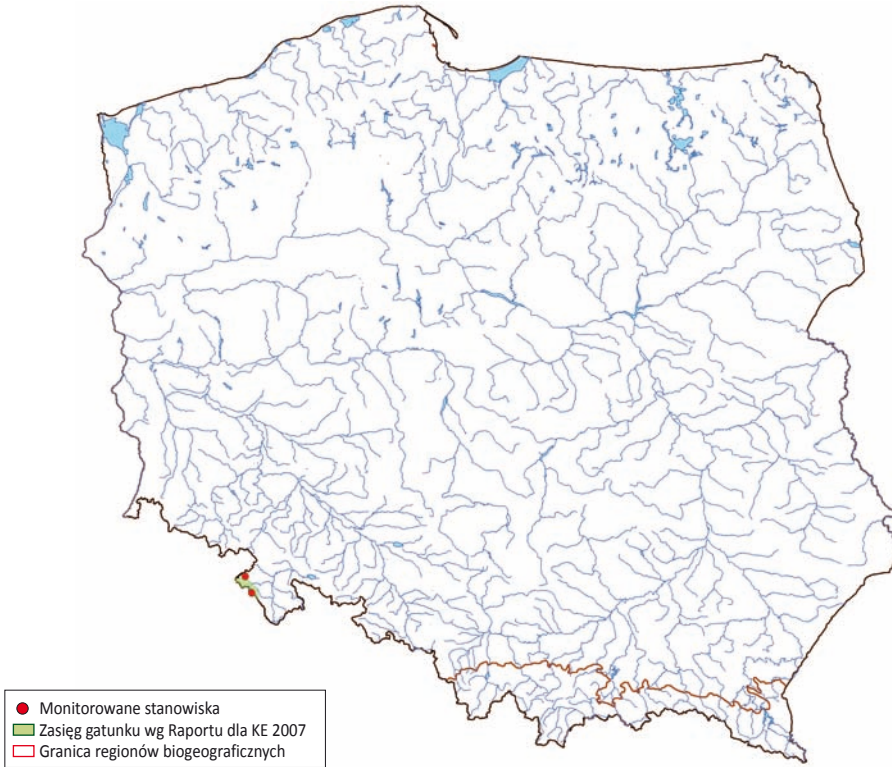 Monitorowane stanowiska
Zasięg gatunku wg Raportu dla KE 2007
Granica regionów biogeograficznych